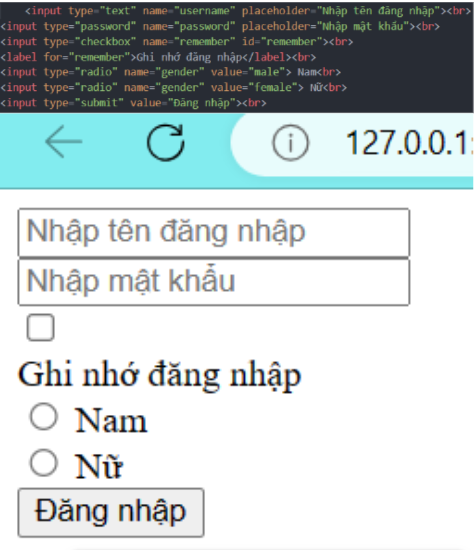 <input type="text" name="username" placeholder="Nhập tên đăng nhập"><br>
<input type="password" name="password" placeholder="Nhập mật khẩu"><br>
<input type="checkbox" name="remember" id="remember"><br>
<label for="remember">Ghi nhớ đăng nhập</label><br>
<input type="radio" name="gender" value="male"> Nam<br>
<input type="radio" name="gender" value="female"> Nữ<br>
<input type="submit" value="Đăng nhập"><br>
127.0.0.1:
Nhập tên đăng nhập
Nhập mật khẩu
Ghi nhớ đăng nhập
Nam
Nữ
Đăng nhập